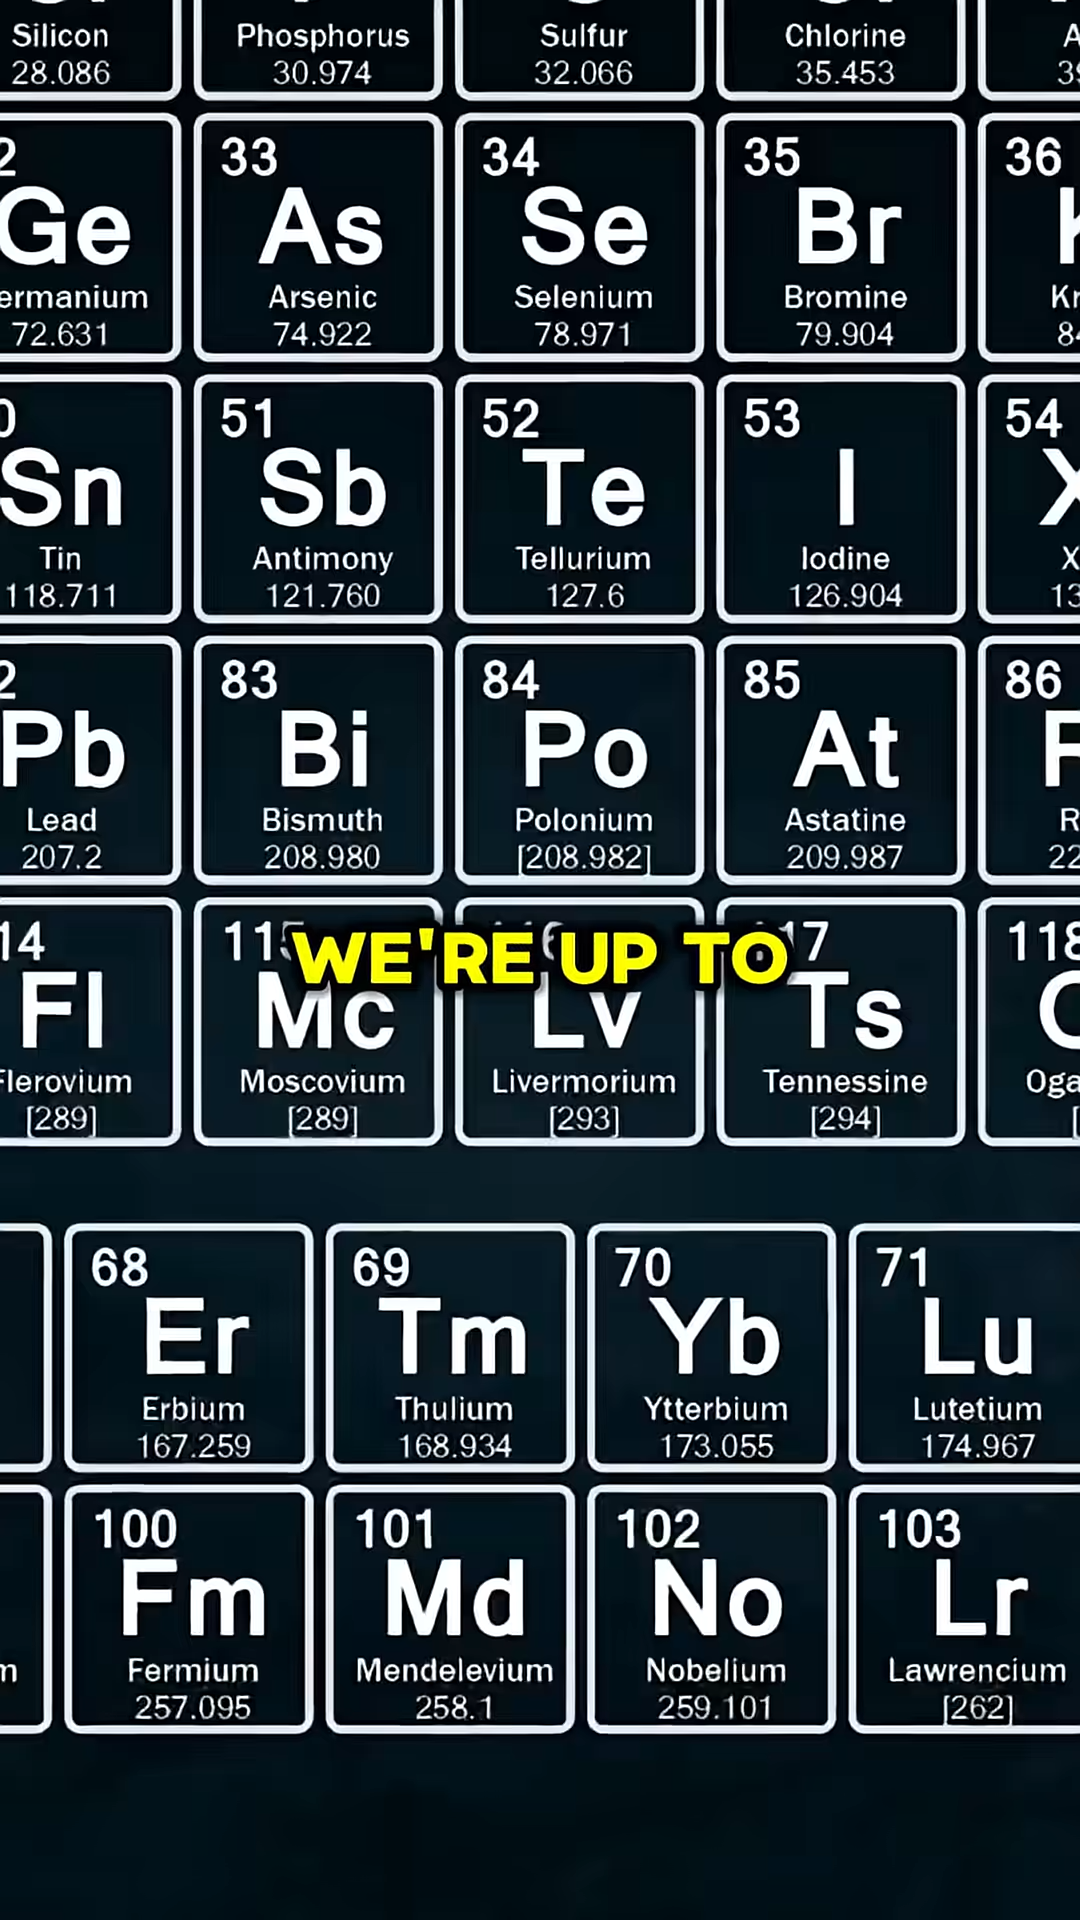 Silicon Phosphorus Sulfur Chlorine
28.086 30.974 32.066 35.453
33 34 35 36
Ge As Se Br
Arsenic Selenium Bromine
72.631 74.922 78.971 79.904
51 52 53 54
Sn Sb Te I
Tin Antimony Tellurium Iodine
118.711 121.760 127.6 126.904
83 84 85 86
Pb Bi Po At
Lead Bismuth Polonium Astatine
207.2 208.980 [208.982] 209.987
118
WE'RE UP TO
Fl Mc Lv Ts
Flerovium Moscovium Livermorium Tennessine
[289] [289] [293] [294]
68 69 70 71
Er Tm Yb Lu
Erbium Thulium Ytterbium Lutetium
167.259 168.934 173.055 174.967
100 101 102 103
Fm Md No Lr
Fermium Mendelevium Nobelium Lawrencium
257.095 258.1 259.101 [262]